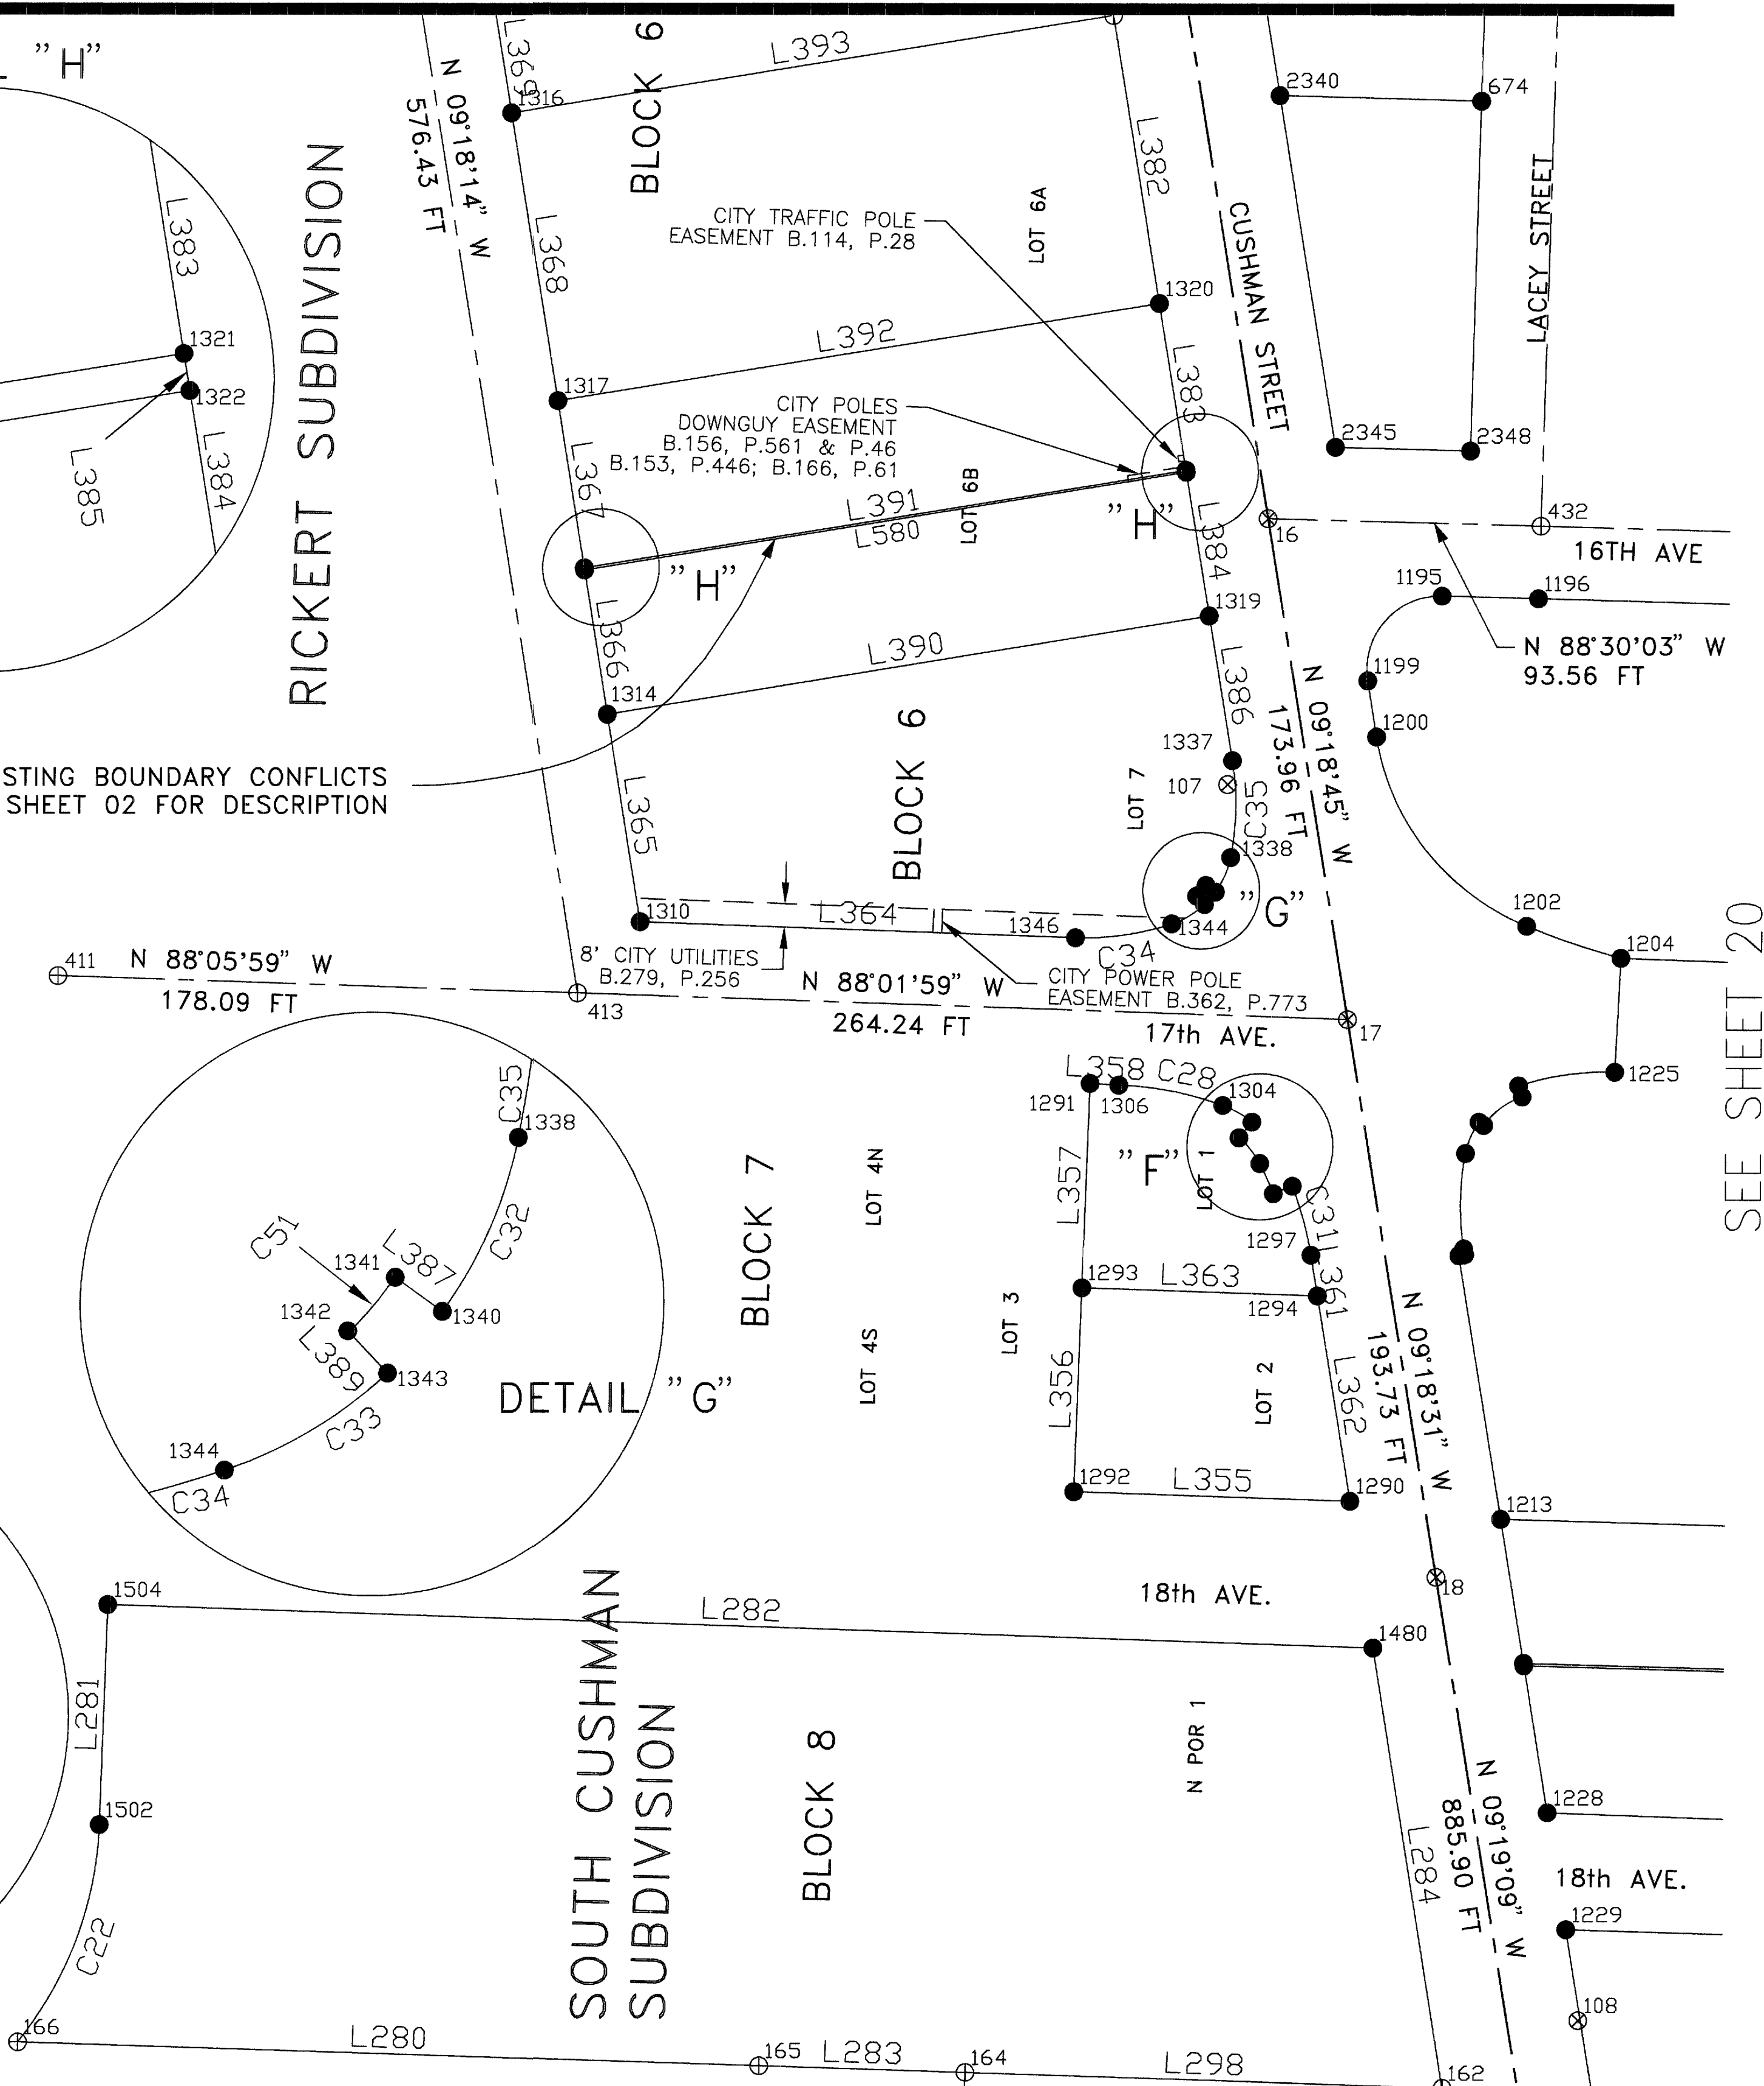 L "H"
L369
1316
L393
BLOCK 6
2340
674
N 09°18'14" W
576.43 FT
L383
L382
LACEY STREET
RICKERT SUBDIVISION
L368
CITY TRAFFIC POLE
EASEMENT B.114, P.28
LOT 6A
CUSHMAN STREET
1320
1321
1322
L392
L383
1317
CITY POLES
DOWNGUY EASEMENT
B.156, P.561 & P.46
B.153, P.446; B.166, P.61
2345
2348
L385
L384
L367
L391
L580
LOT 6B
"H"
L384
16
432
16TH AVE
"H"
1195
1196
L366
1319
L390
N 88°30'03" W
93.56 FT
1314
L386
1199
N 09°18'45" W
173.96 FT
1200
1337
107
STING BOUNDARY CONFLICTS
SHEET 02 FOR DESCRIPTION
BLOCK 6
LOT 7
C35
L365
1338
"G"
1310
L364
1346
1344
C34
1202
1204
SEE SHEET 20
8' CITY UTILITIES
B.279, P.256
CITY POWER POLE
EASEMENT B.362, P.773
411
N 88°05'59" W
178.09 FT
413
N 88°01'59" W
264.24 FT
17th AVE.
17
L358
C28
1291
1306
1304
1225
C35
1338
BLOCK 7
LOT 4N
L357
"F"
LOT 1
C31
C32
C51
1341
L387
1297
L361
1293
L363
1294
1342
1340
L389
1343
LOT 4S
LOT 3
N 09°18'31" W
193.73 FT
DETAIL "G"
L356
LOT 2
L362
C33
1344
C34
1292
L355
1290
1213
1504
L282
18th AVE.
18
1480
L281
SOUTH CUSHMAN
SUBDIVISION
BLOCK 8
N POR 1
1502
N 09°19'09" W
885.90 FT
1228
L284
18th AVE.
C22
1229
108
166
L280
165
L283
164
L298
162